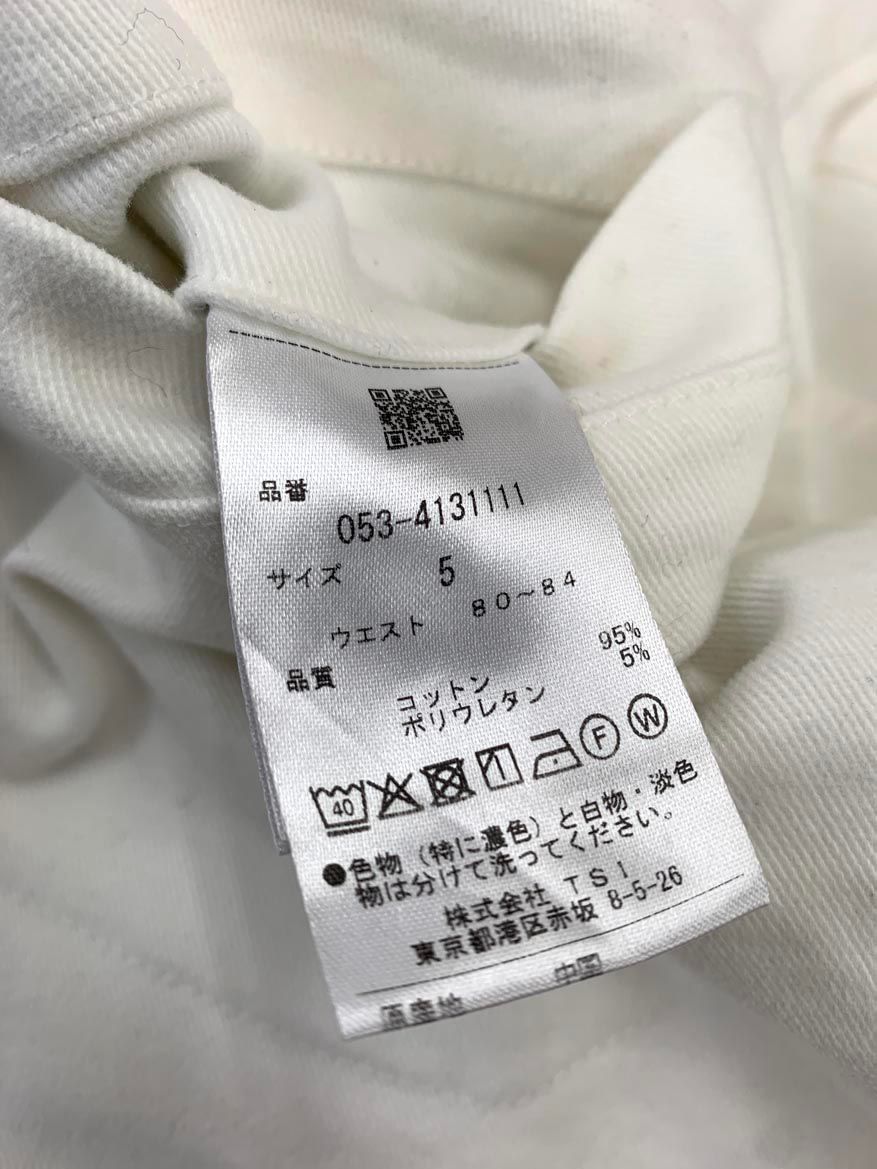 品番
053-4131111
サイズ 5
ウエスト 80~84
品質
コットン 95%
ポリウレタン 5%
40 F W
●色物(特に濃色)と白物・淡色
物は分けて洗ってください。
株式会社 TSI
東京都港区赤坂 8-5-26
原産地 中国